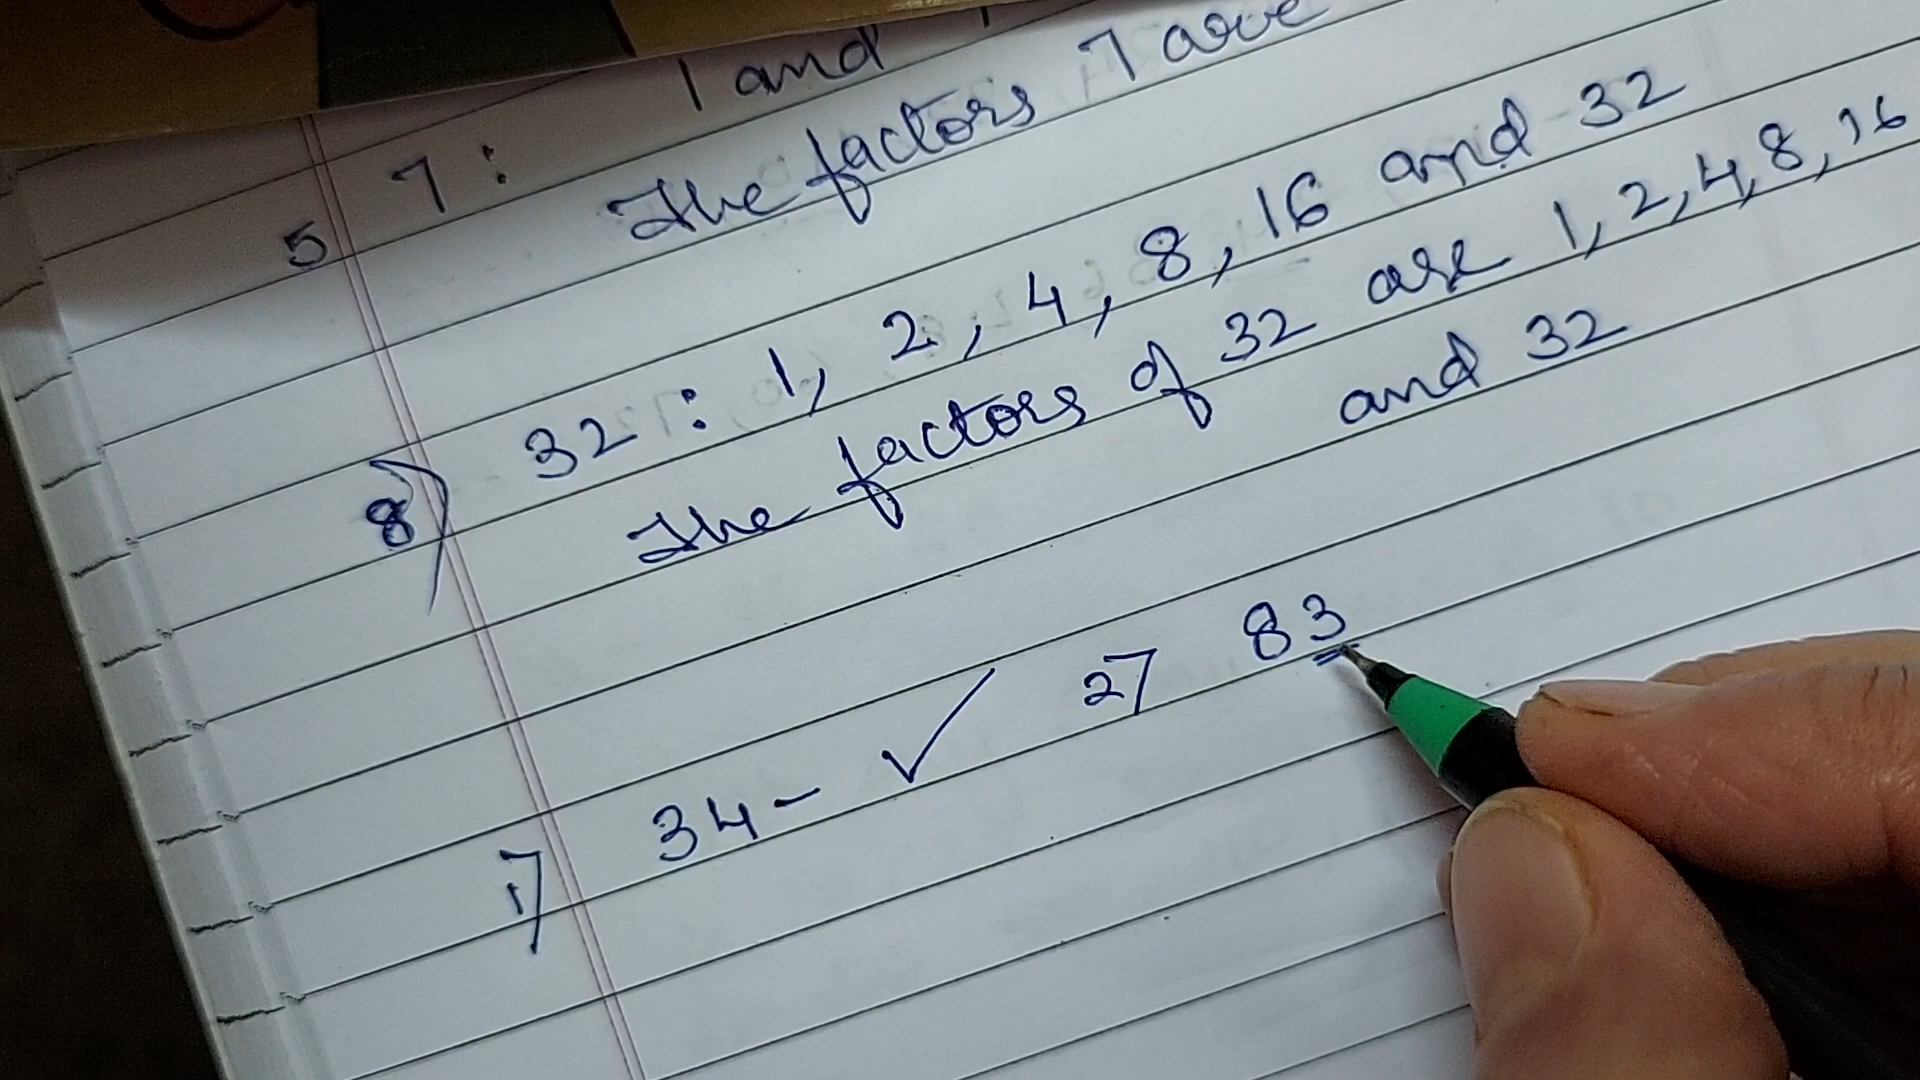 1 and
5 7 :
The factors 7 are
8) 32 : 1, 2, 4, 8, 16 and 32
The factors of 32 are 1, 2, 4, 8, 16
and 32
1) 34 - ✓ 27 83